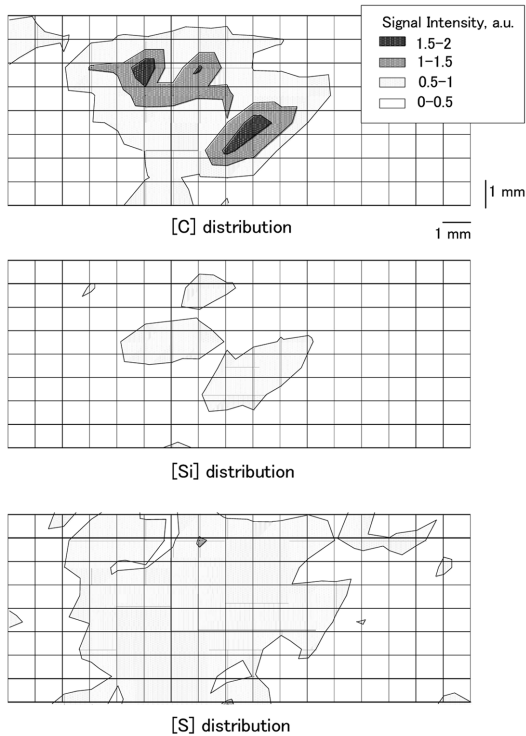 Signal Intensity, a.u.
1.5-2
1-1.5
0.5-1
0-0.5
1 mm
[C] distribution
1 mm
[Si] distribution
[S] distribution